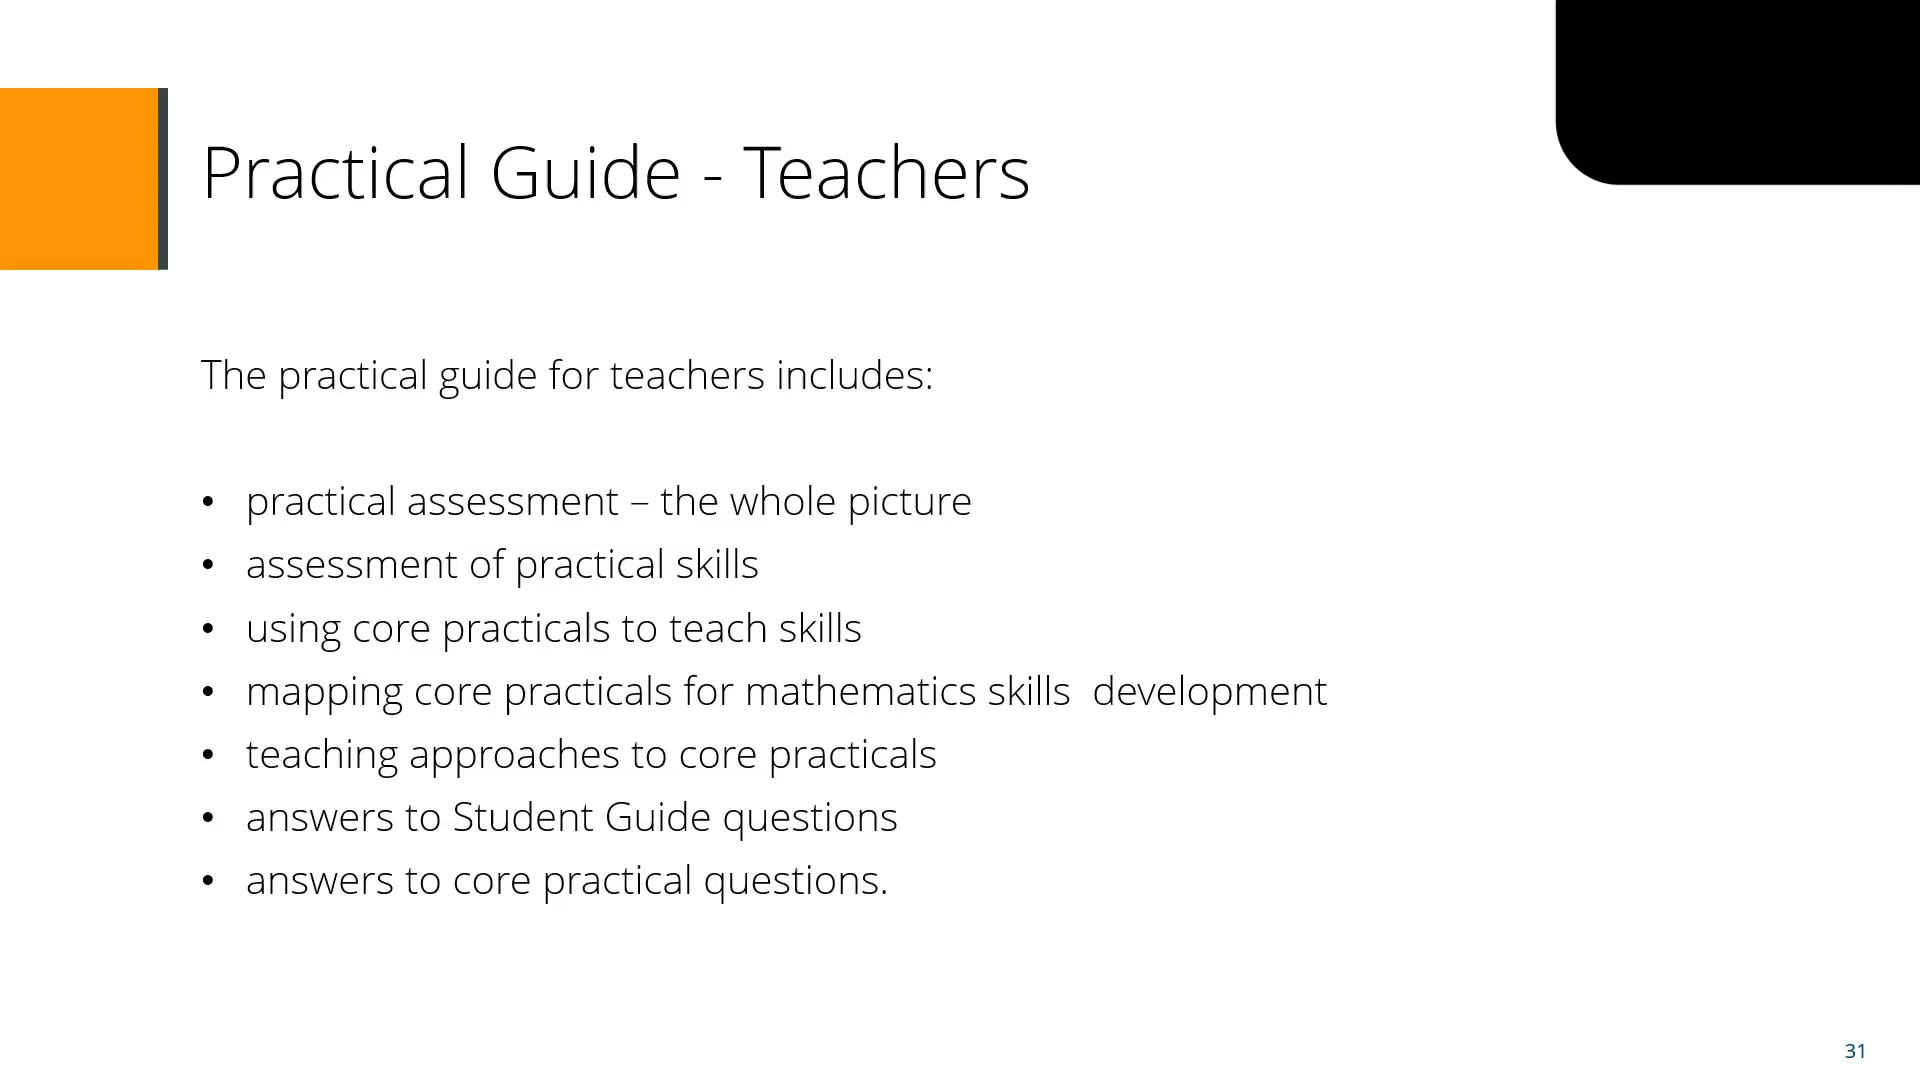 Practical Guide - Teachers
The practical guide for teachers includes:
• practical assessment – the whole picture
• assessment of practical skills
• using core practicals to teach skills
• mapping core practicals for mathematics skills  development
• teaching approaches to core practicals
• answers to Student Guide questions
• answers to core practical questions.
31